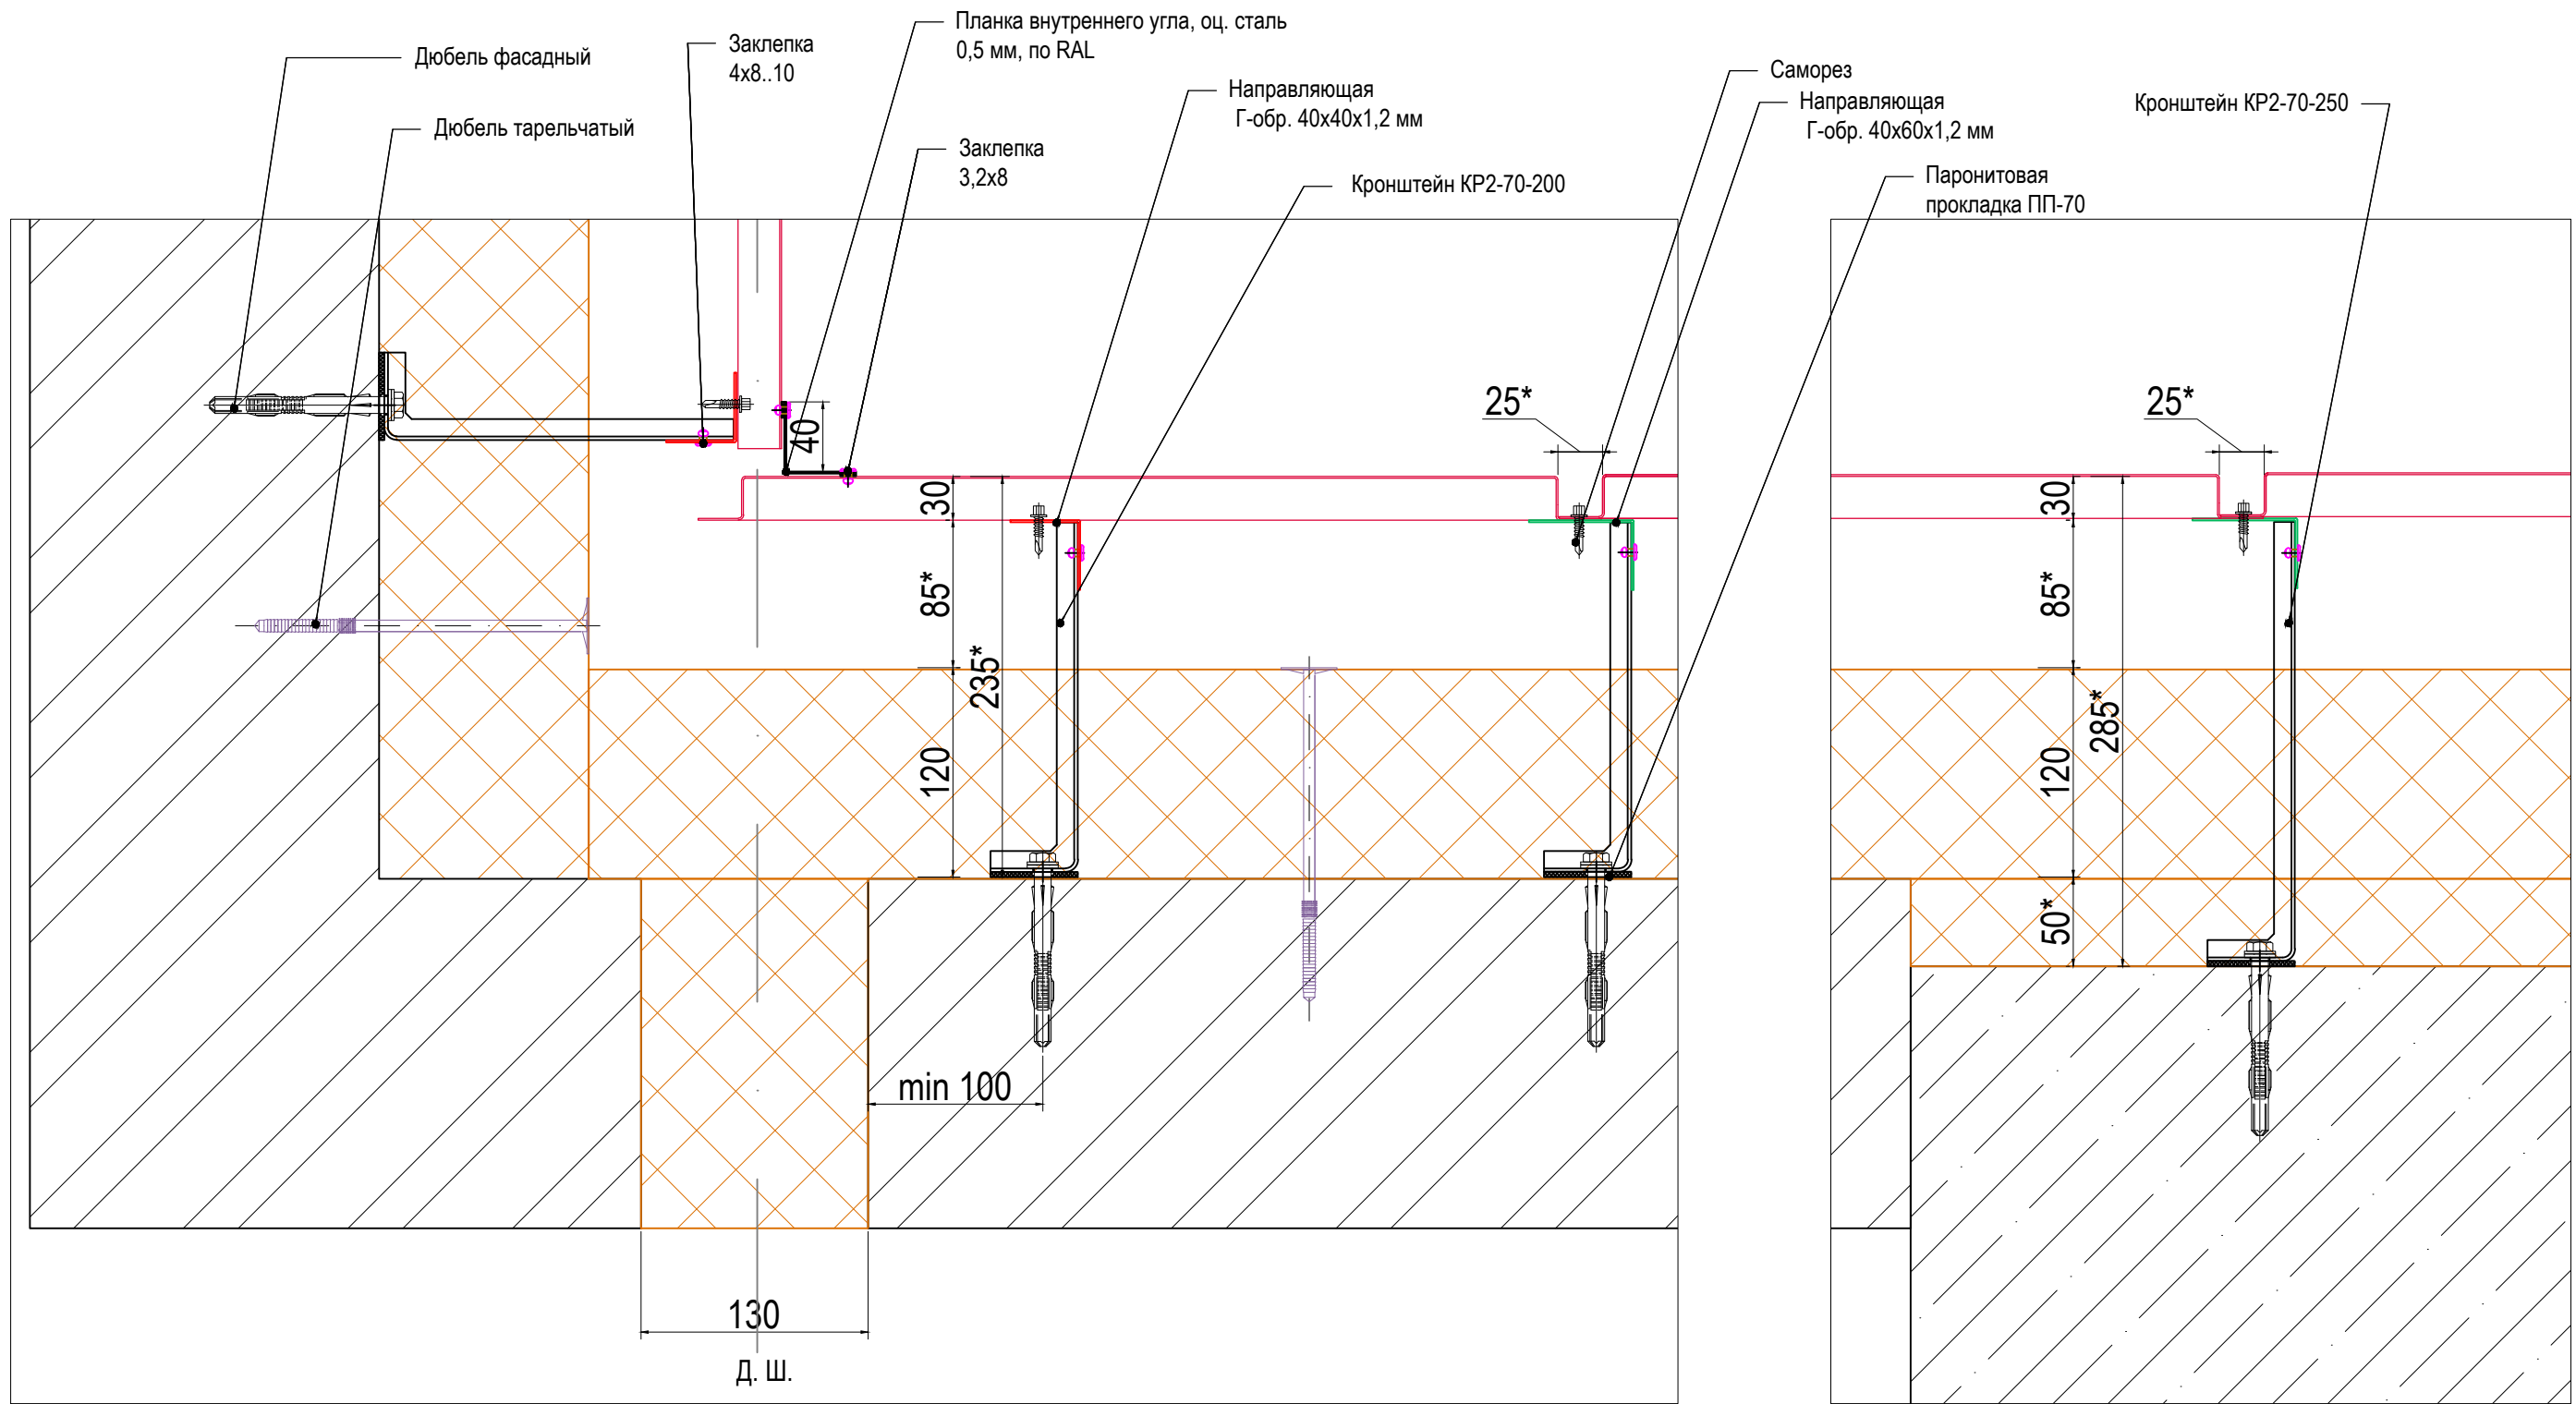 Планка внутреннего угла, оц. сталь
0,5 мм, по RAL
Заклепка
4х8..10
Дюбель фасадный
Саморез
Направляющая
Г-обр. 40х40х1,2 мм
Направляющая
Г-обр. 40х60х1,2 мм
Кронштейн КР2-70-250
Дюбель тарельчатый
Заклепка
3,2х8
Кронштейн КР2-70-200
Паронитовая
прокладка ПП-70
25*
25*
40
30
30
85*
85*
235*
285*
120
120
50*
min 100
130
Д. Ш.